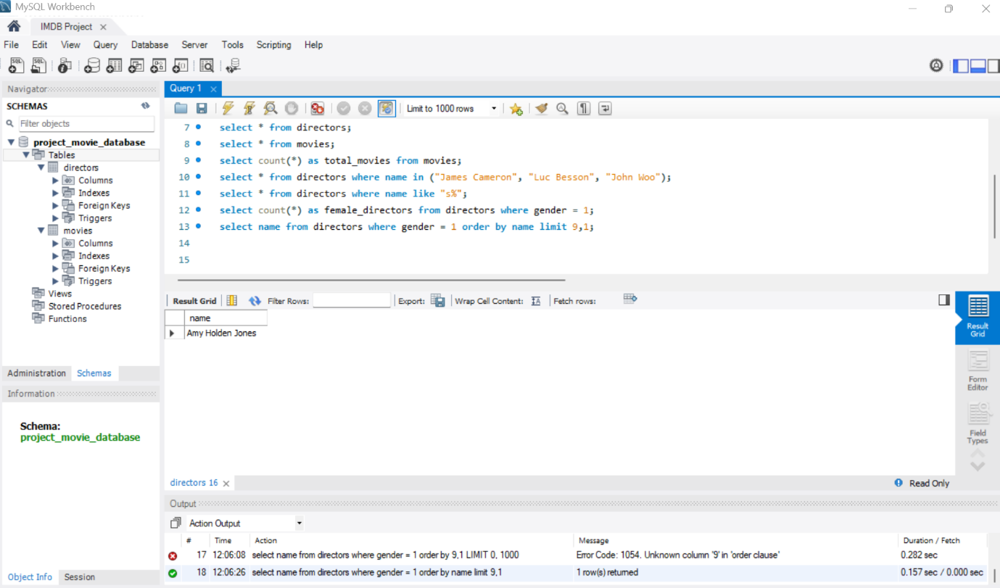 MySQL Workbench
IMDB Project
File Edit View Query Database Server Tools Scripting Help
Navigator
SCHEMAS
Filter objects
project_movie_database
Tables
directors
Columns
Indexes
Foreign Keys
Triggers
movies
Columns
Indexes
Foreign Keys
Triggers
Views
Stored Procedures
Functions
Administration Schemas
Information
Schema:
project_movie_database
Object Info Session
Query 1
Limit to 1000 rows
7 select * from directors;
8 select * from movies;
9 select count(*) as total_movies from movies;
10 select * from directors where name in ("James Cameron", "Luc Besson", "John Woo");
11 select * from directors where name like "s%";
12 select count(*) as female_directors from directors where gender = 1;
13 select name from directors where gender = 1 order by name limit 9,1;
14
15
Result Grid Filter Rows: Export: Wrap Cell Content: Fetch rows:
name
Amy Holden Jones
Result
Grid
Form
Editor
Field
Types
directors 16
Read Only
Output
Action Output
# Time Action Message Duration / Fetch
17 12:06:08 select name from directors where gender = 1 order by 9,1 LIMIT 0, 1000 Error Code: 1054. Unknown column '9' in 'order clause' 0.282 sec
18 12:06:26 select name from directors where gender = 1 order by name limit 9,1 1 row(s) returned 0.157 sec / 0.000 sec